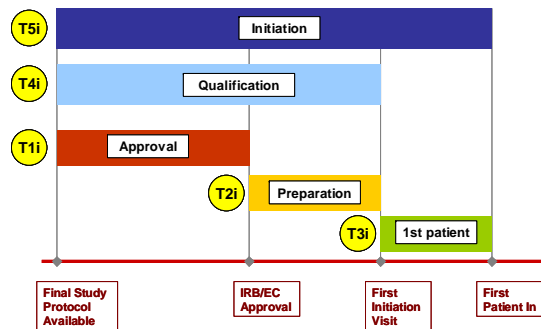 T5i
Initiation
T4i
Qualification
T1i
Approval
T2i
Preparation
T3i
1st patient
Final Study
Protocol
Available
IRB/EC
Approval
First
Initiation
Visit
First
Patient In